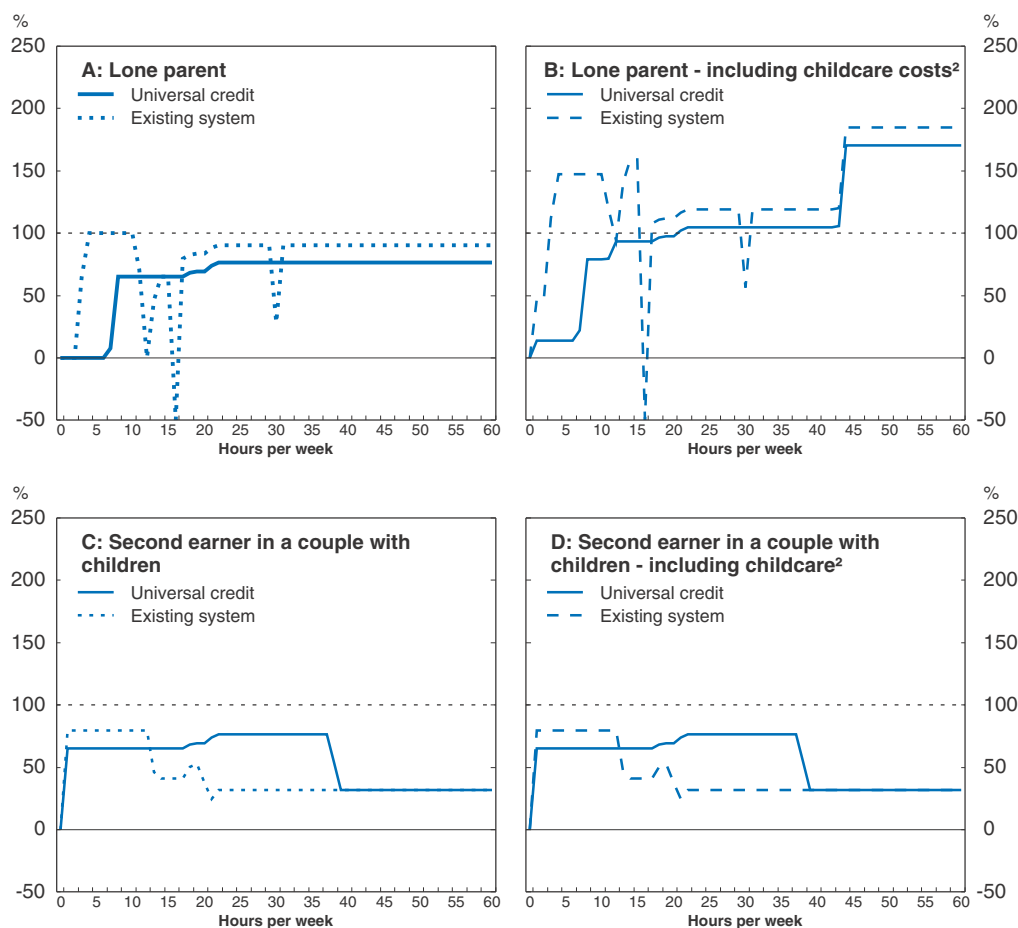 %
%
250
200
150
100
50
0
-50
A: Lone parent
Universal credit
Existing system
0 5 10 15 20 25 30 35 40 45 50 55 60
Hours per week
B: Lone parent - including childcare costs²
Universal credit
Existing system
250
200
150
100
50
0
-50
0 5 10 15 20 25 30 35 40 45 50 55 60
Hours per week
%
%
250
200
150
100
50
0
-50
C: Second earner in a couple with
children
Universal credit
Existing system
0 5 10 15 20 25 30 35 40 45 50 55 60
Hours per week
D: Second earner in a couple with
children - including childcare²
Universal credit
Existing system
250
200
150
100
50
0
-50
0 5 10 15 20 25 30 35 40 45 50 55 60
Hours per week